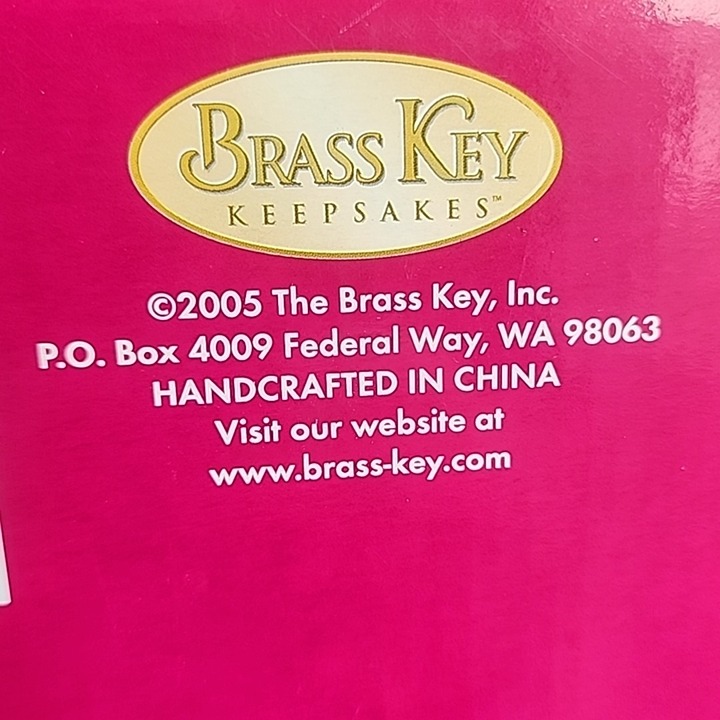 BRASS KEY
KEEPSAKES™
©2005 The Brass Key, Inc.
P.O. Box 4009 Federal Way, WA 98063
HANDCRAFTED IN CHINA
Visit our website at
www.brass-key.com